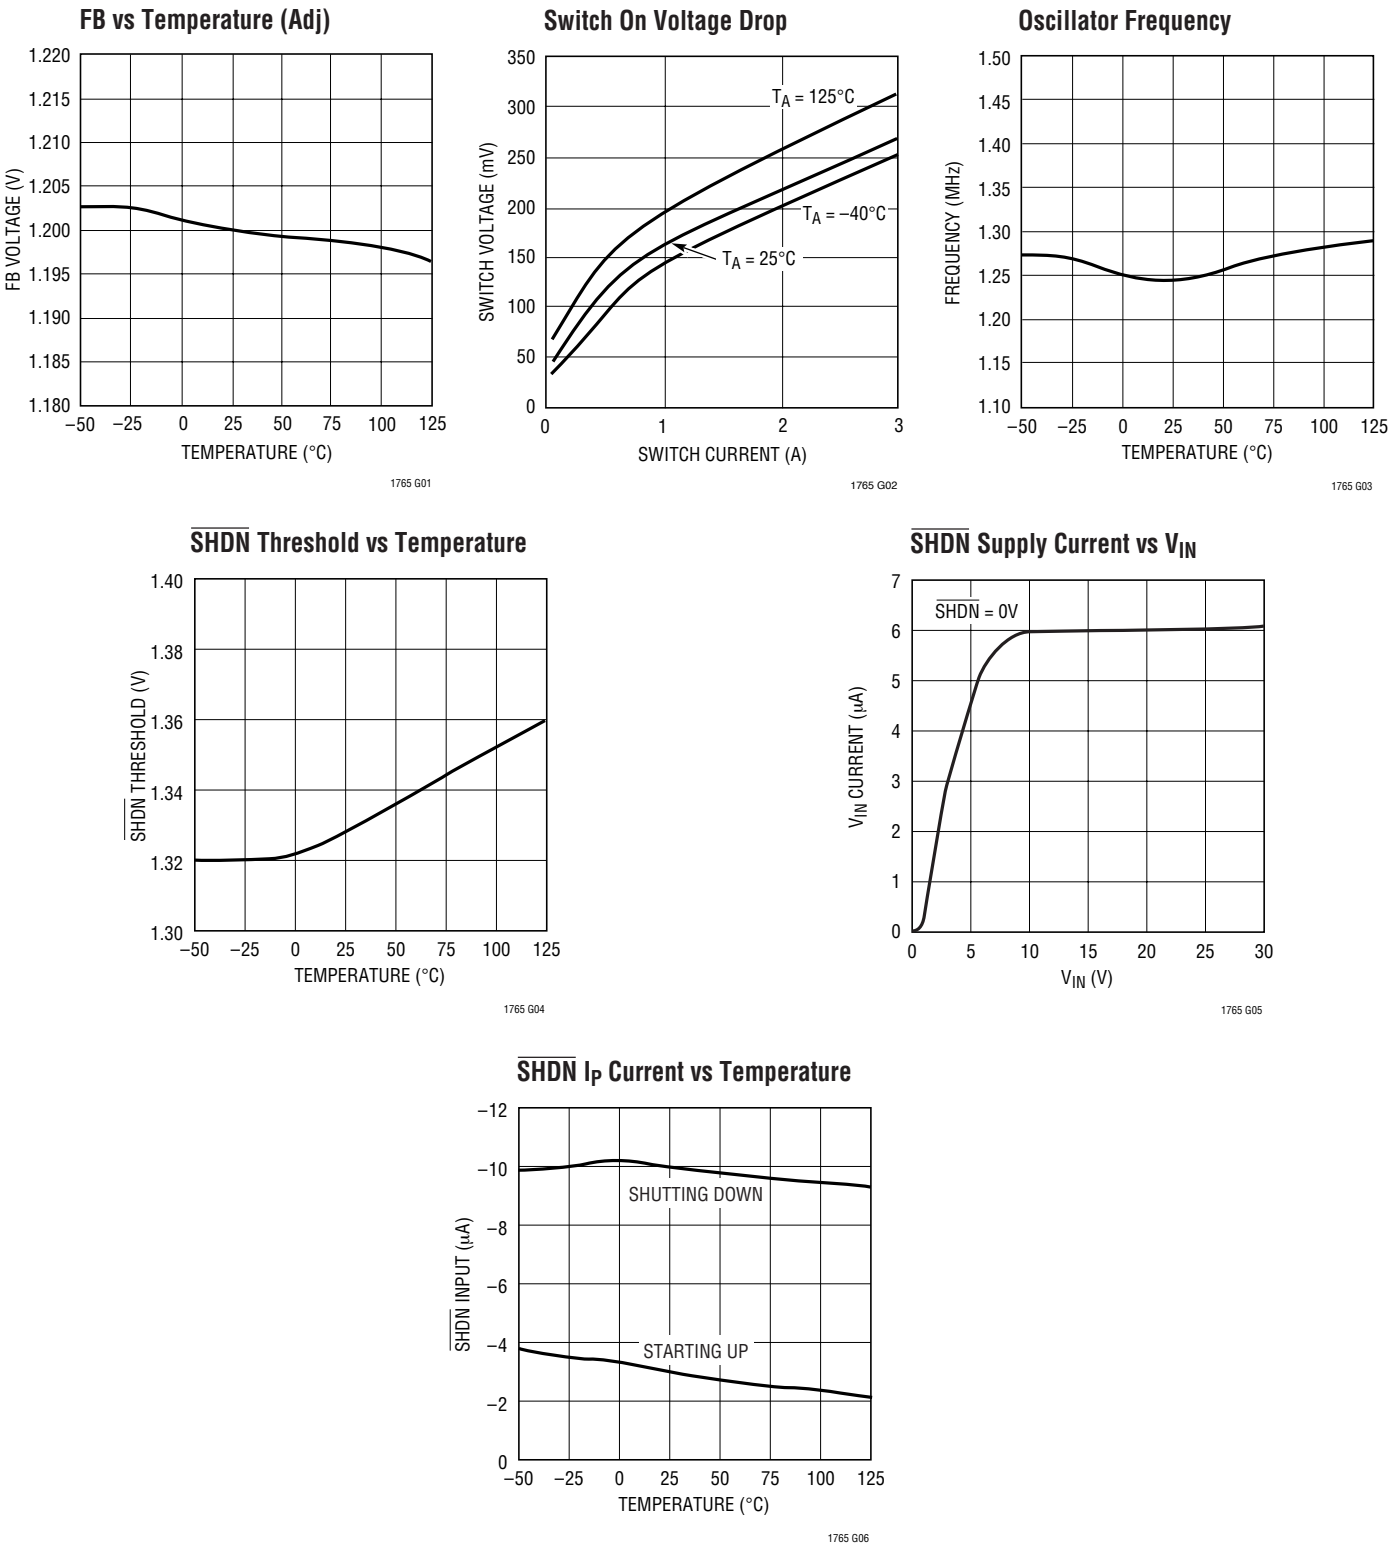 FB vs Temperature (Adj)
FB VOLTAGE (V)
1.220
1.215
1.210
1.205
1.200
1.195
1.190
1.185
1.180
–50 –25 0 25 50 75 100 125
TEMPERATURE (°C)
1765 G01
Switch On Voltage Drop
SWITCH VOLTAGE (mV)
350
300
250
200
150
100
50
0
TA = 125°C
TA = –40°C
TA = 25°C
0 1 2 3
SWITCH CURRENT (A)
1765 G02
Oscillator Frequency
FREQUENCY (MHz)
1.50
1.45
1.40
1.35
1.30
1.25
1.20
1.15
1.10
–50 –25 0 25 50 75 100 125
TEMPERATURE (°C)
1765 G03
SHDN Threshold vs Temperature
SHDN THRESHOLD (V)
1.40
1.38
1.36
1.34
1.32
1.30
–50 –25 0 25 50 75 100 125
TEMPERATURE (°C)
1765 G04
SHDN Supply Current vs VIN
VIN CURRENT (µA)
7
6
5
4
3
2
1
0
SHDN = 0V
0 5 10 15 20 25 30
VIN (V)
1765 G05
SHDN IP Current vs Temperature
SHDN INPUT (µA)
–12
–10
–8
–6
–4
–2
0
SHUTTING DOWN
STARTING UP
–50 –25 0 25 50 75 100 125
TEMPERATURE (°C)
1765 G06